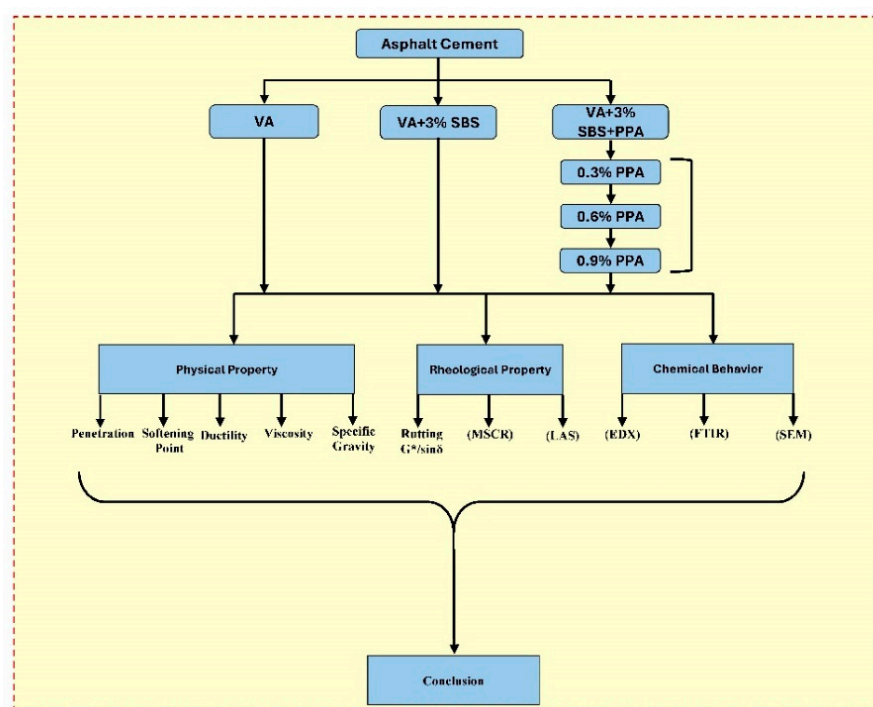 Asphalt Cement
VA
VA+3% SBS
VA+3%
SBS+PPA
0.3% PPA
0.6% PPA
0.9% PPA
Physical Property
Rheological Property
Chemical Behavior
Penetration
Softening
Point
Ductility
Viscosity
Specific
Gravity
Rutting
G*/sinδ
(MSCR)
(LAS)
(EDX)
(FTIR)
(SEM)
Conclusion